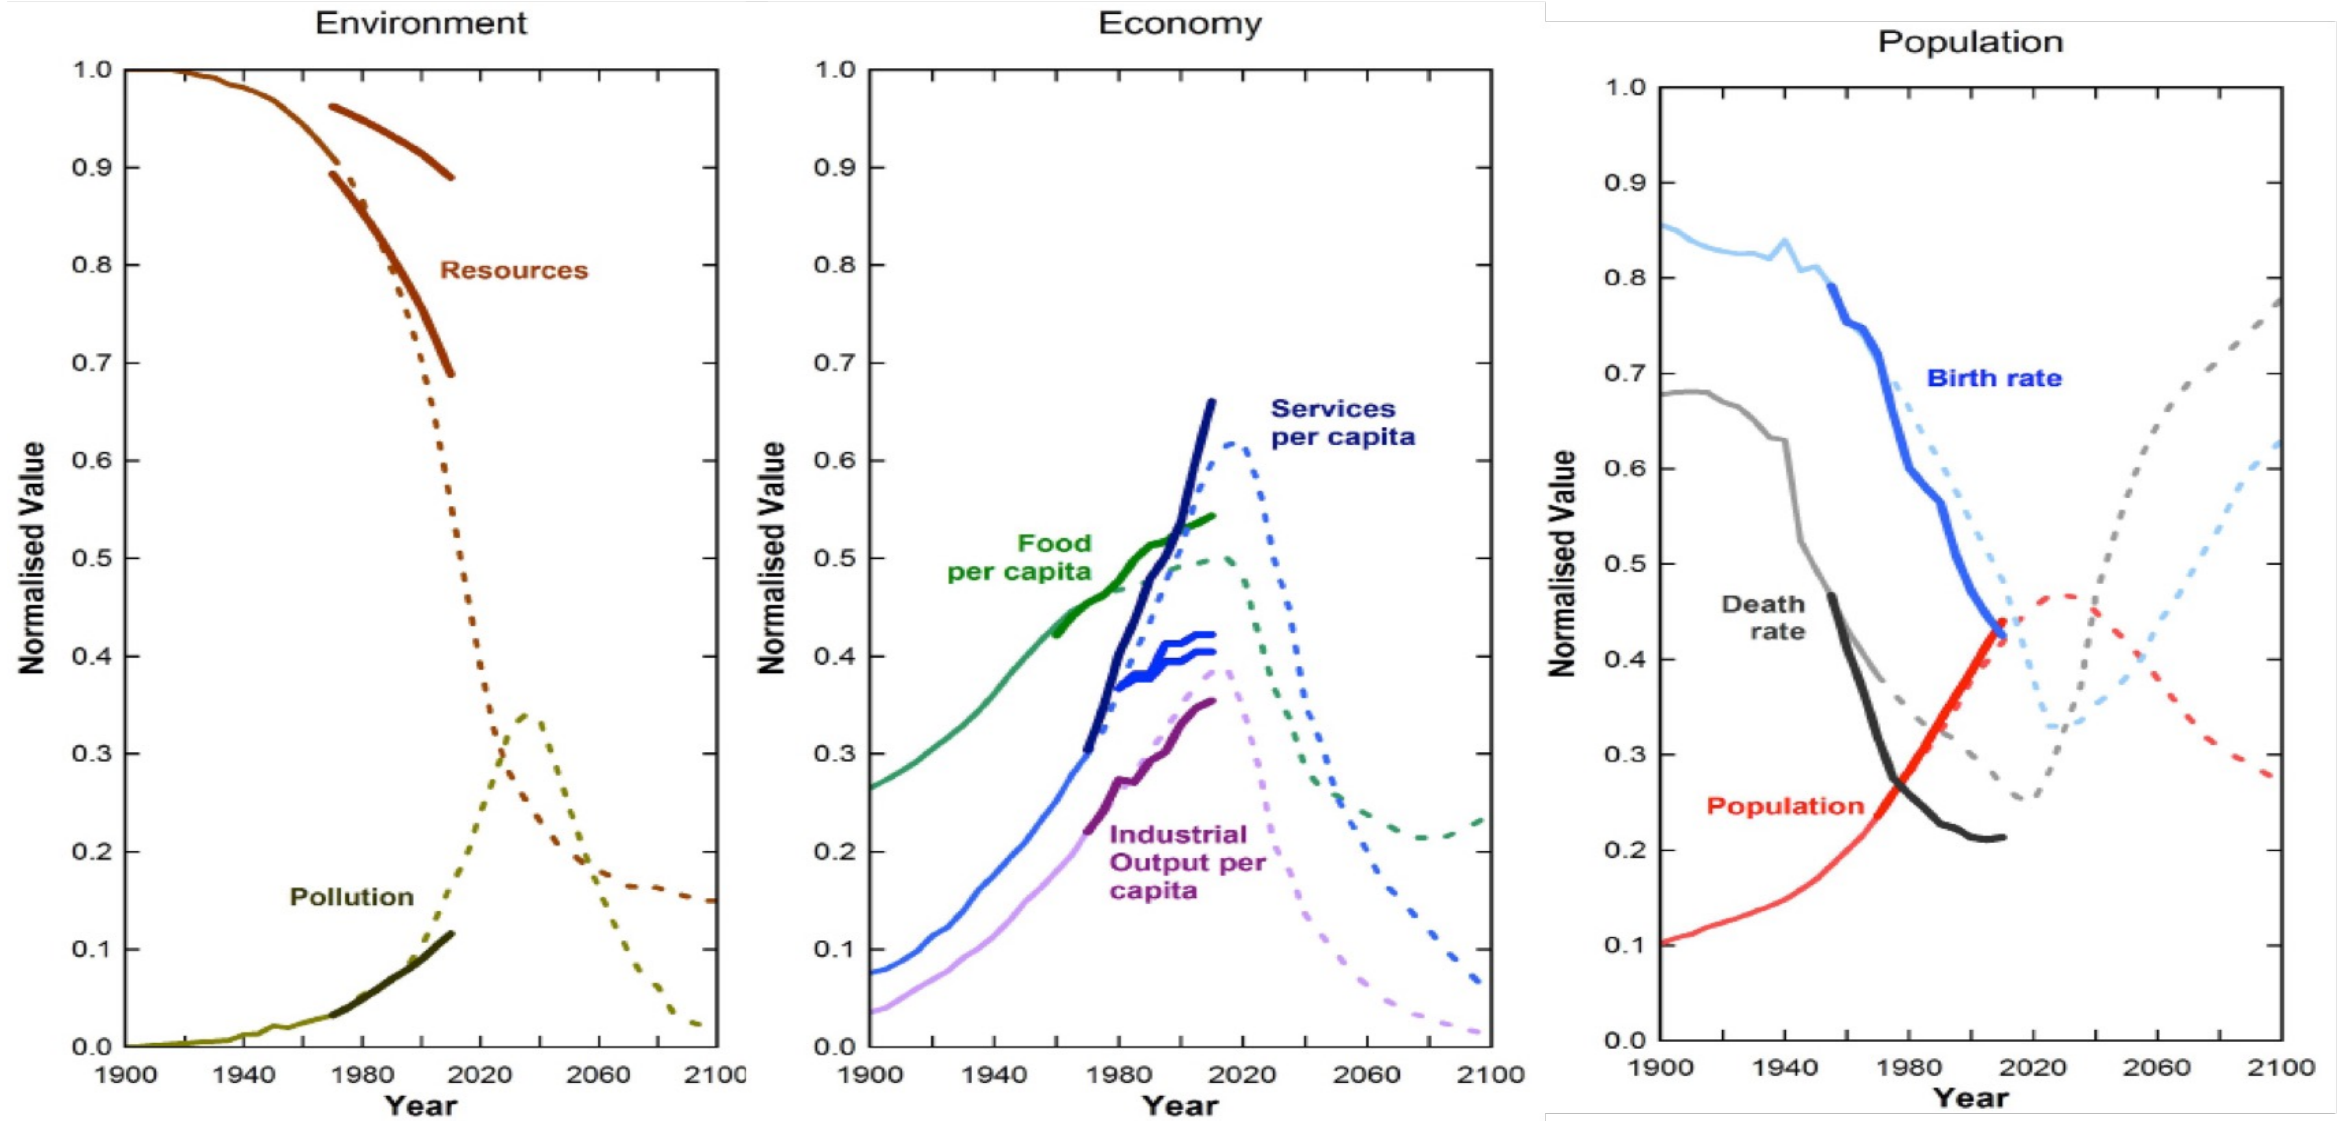 Environment
Normalised Value
1.0
0.9
0.8
0.7
0.6
0.5
0.4
0.3
0.2
0.1
0.0
Resources
Pollution
1900 1940 1980 2020 2060 2100
Year
Economy
Normalised Value
1.0
0.9
0.8
0.7
0.6
0.5
0.4
0.3
0.2
0.1
0.0
Services
per capita
Food
per capita
Industrial
Output per
capita
1900 1940 1980 2020 2060 2100
Year
Population
Normalised Value
1.0
0.9
0.8
0.7
0.6
0.5
0.4
0.3
0.2
0.1
0.0
Birth rate
Death
rate
Population
1900 1940 1980 2020 2060 2100
Year